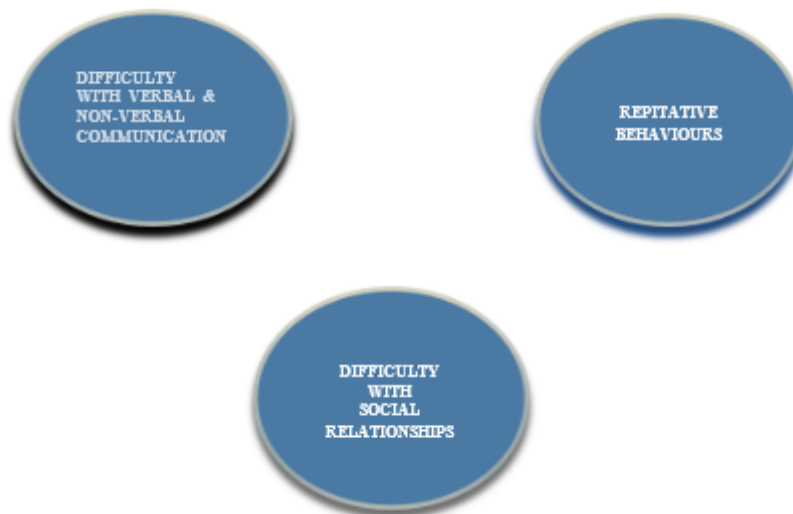 DIFFICULTY
WITH VERBAL &
NON-VERBAL
COMMUNICATION
REPITATIVE
BEHAVIOURS
DIFFICULTY
WITH
SOCIAL
RELATIONSHIPS